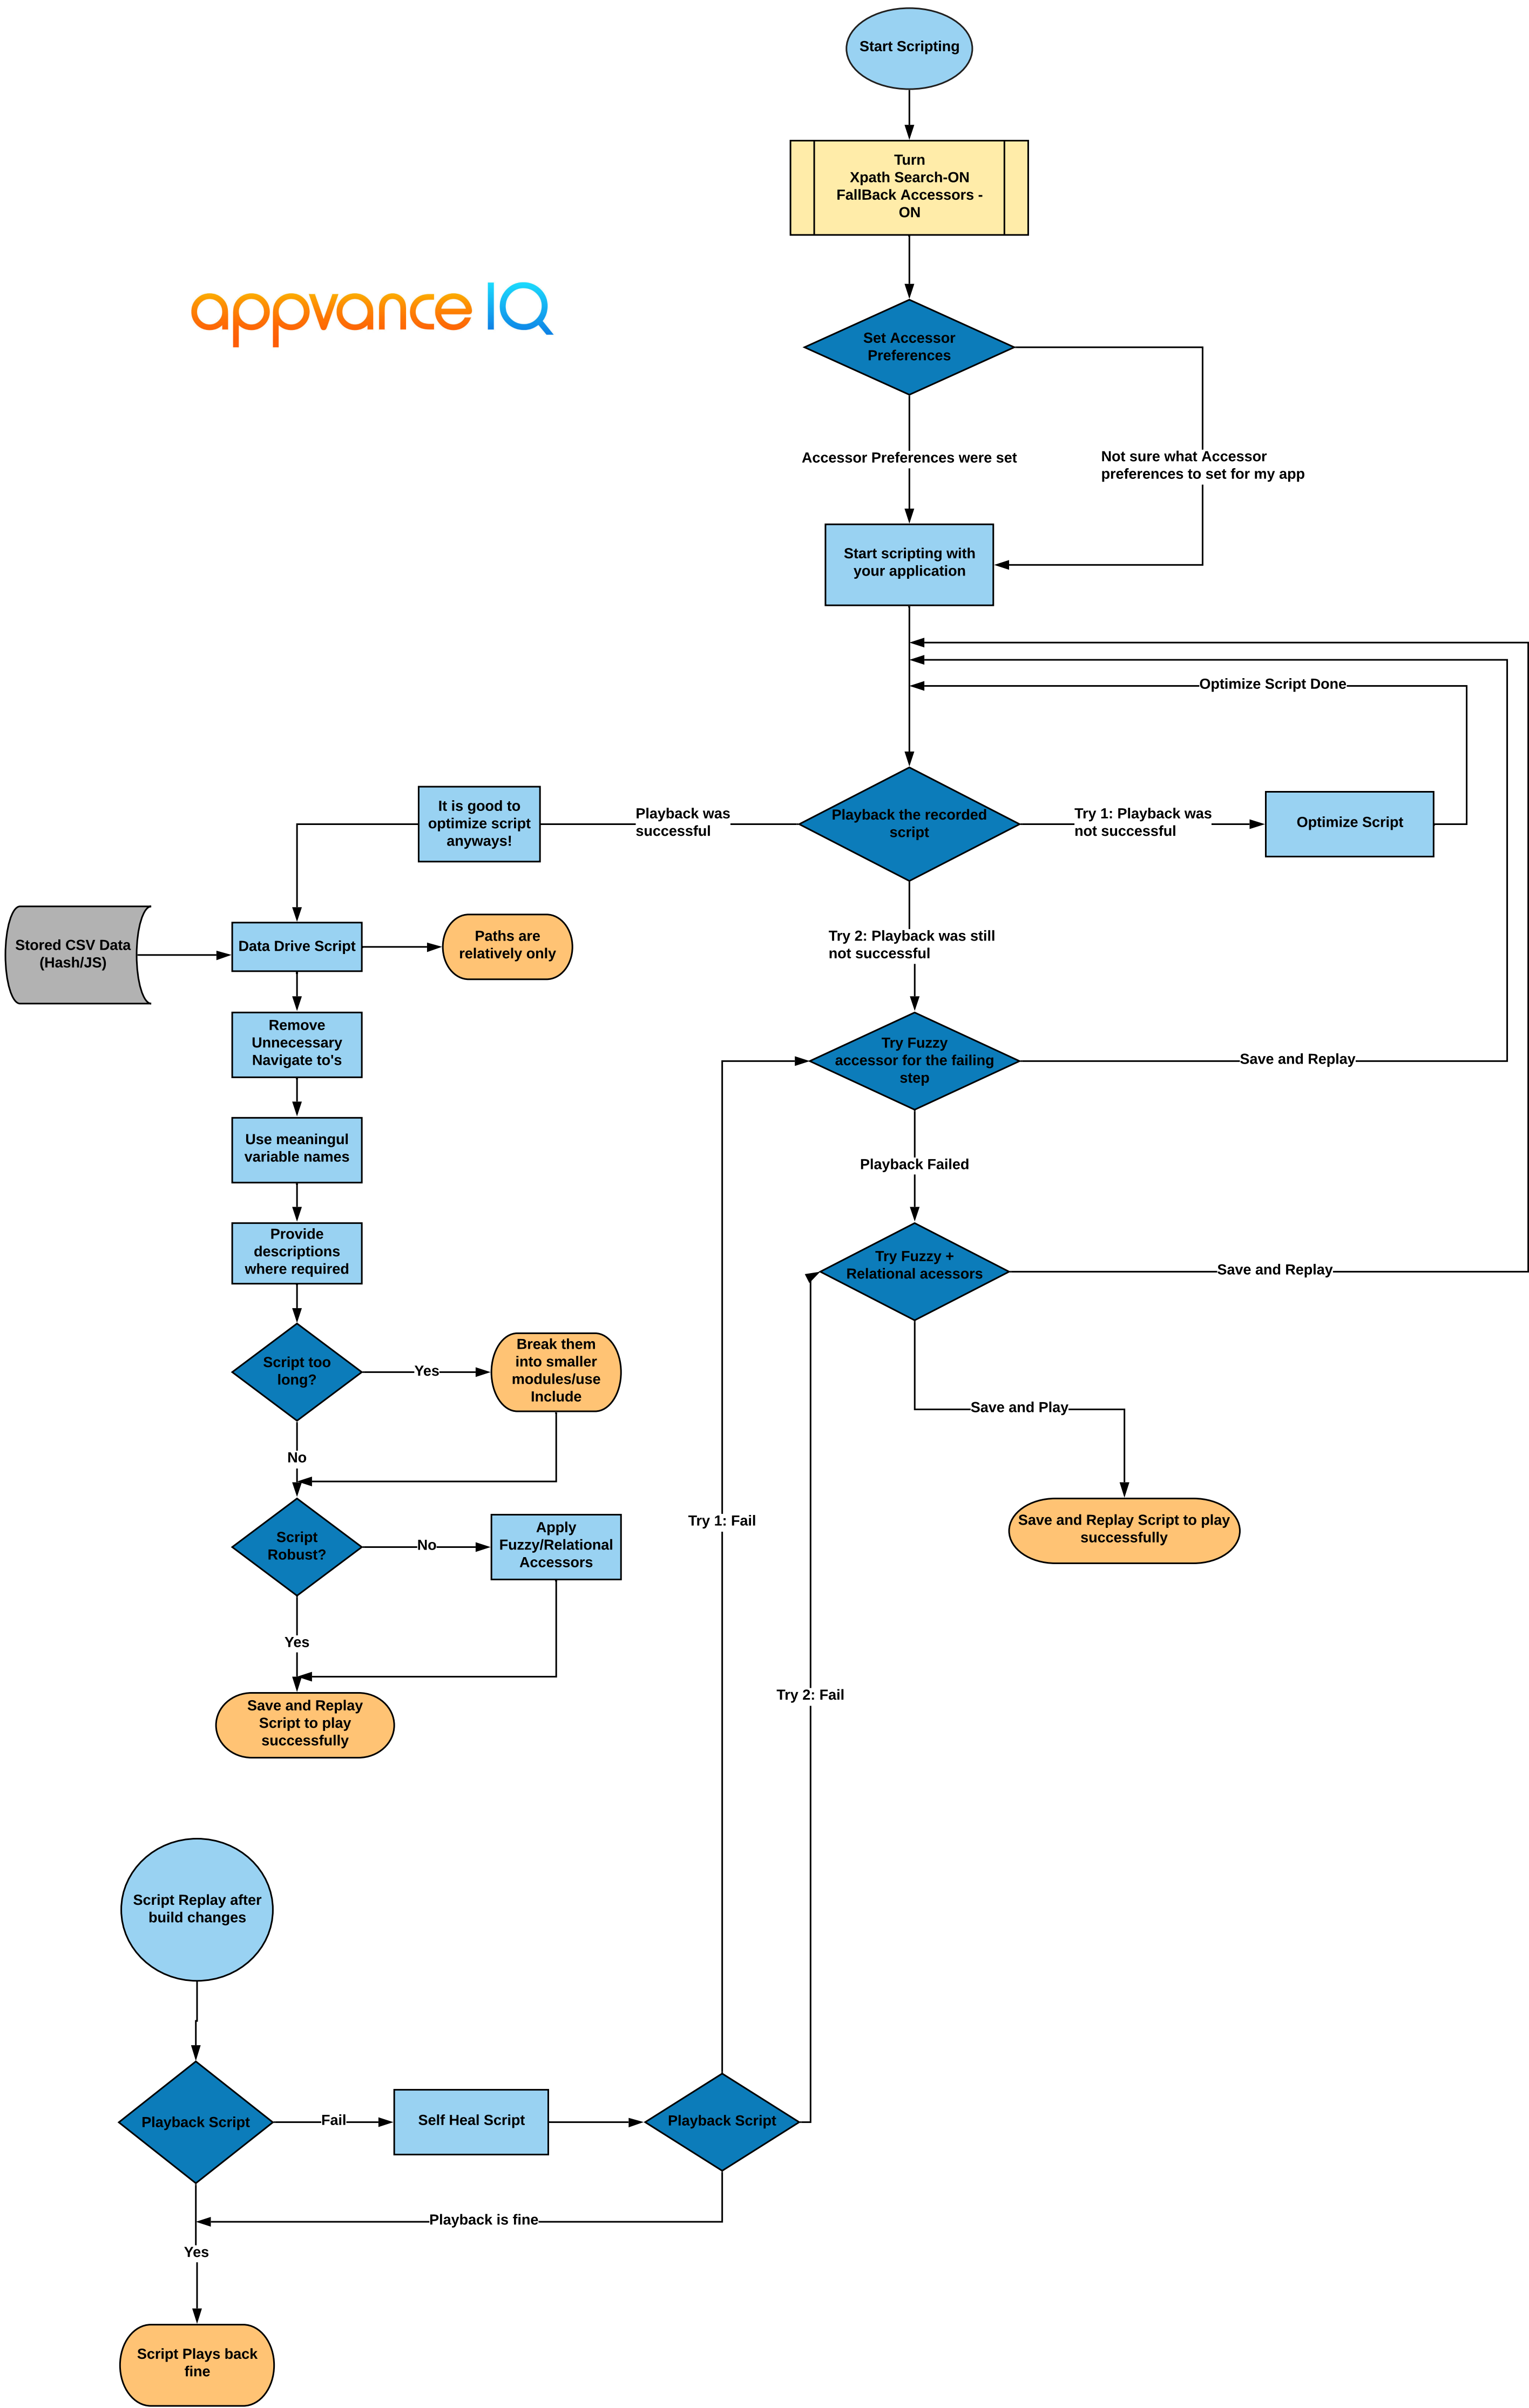 Start Scripting
Turn
Xpath Search-ON
FallBack Accessors -
ON
appvance IQ
Set Accessor
Preferences
Accessor Preferences were set
Not sure what Accessor
preferences to set for my app
Start scripting with
your application
Optimize Script Done
It is good to
optimize script
anyways!
Playback was
successful
Playback the recorded
script
Try 1: Playback was
not successful
Optimize Script
Stored CSV Data
(Hash/JS)
Data Drive Script
Paths are
relatively only
Try 2: Playback was still
not successful
Remove
Unnecessary
Navigate to's
Try Fuzzy
accessor for the failing
step
Save and Replay
Use meaningul
variable names
Playback Failed
Provide
descriptions
where required
Try Fuzzy +
Relational acessors
Save and Replay
Script too
long?
Yes
Break them
into smaller
modules/use
Include
Save and Play
No
Save and Replay Script to play
successfully
Try 1: Fail
Script
Robust?
No
Apply
Fuzzy/Relational
Accessors
Yes
Try 2: Fail
Save and Replay
Script to play
successfully
Script Replay after
build changes
Playback Script
Fail
Self Heal Script
Playback Script
Playback is fine
Yes
Script Plays back
fine